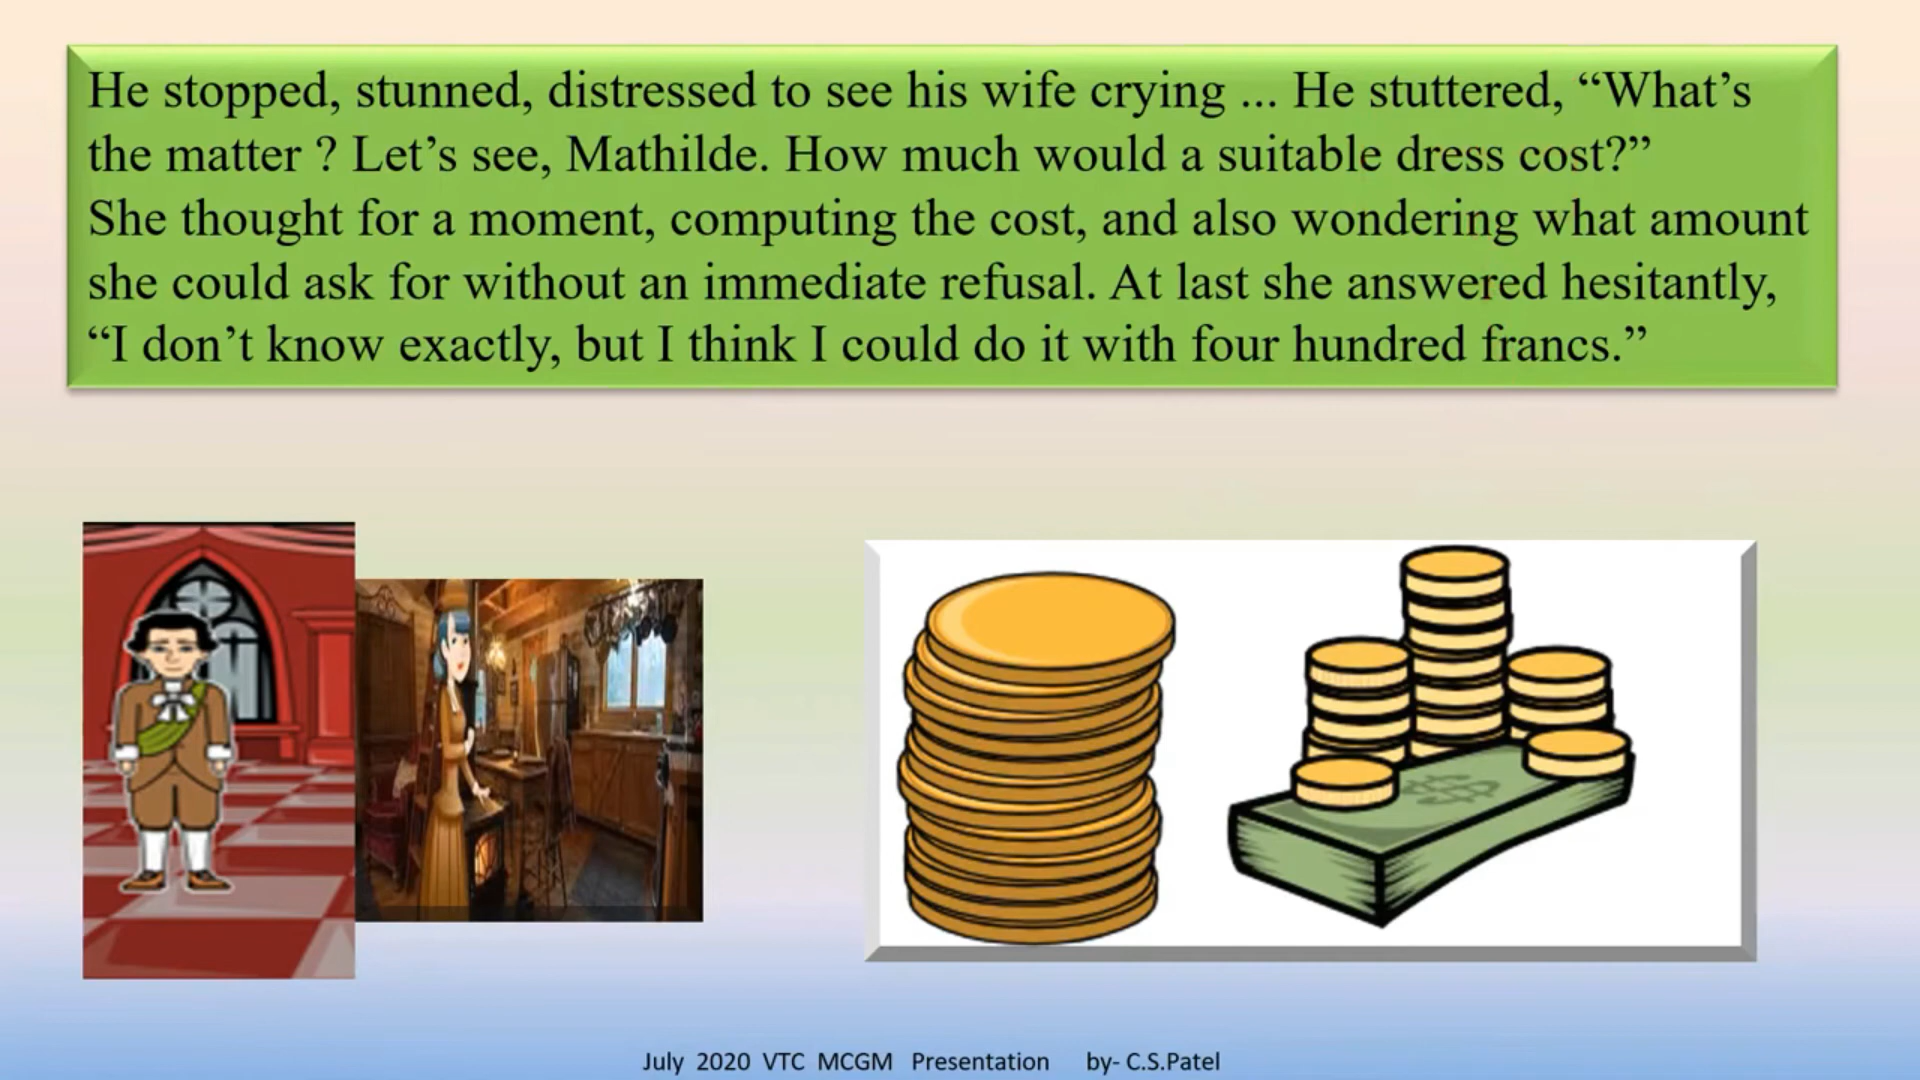 He stopped, stunned, distressed to see his wife crying ... He stuttered, “What’s
the matter ? Let’s see, Mathilde. How much would a suitable dress cost?”
She thought for a moment, computing the cost, and also wondering what amount
she could ask for without an immediate refusal. At last she answered hesitantly,
“I don’t know exactly, but I think I could do it with four hundred francs.”
July 2020 VTC MCGM Presentation by- C.S.Patel